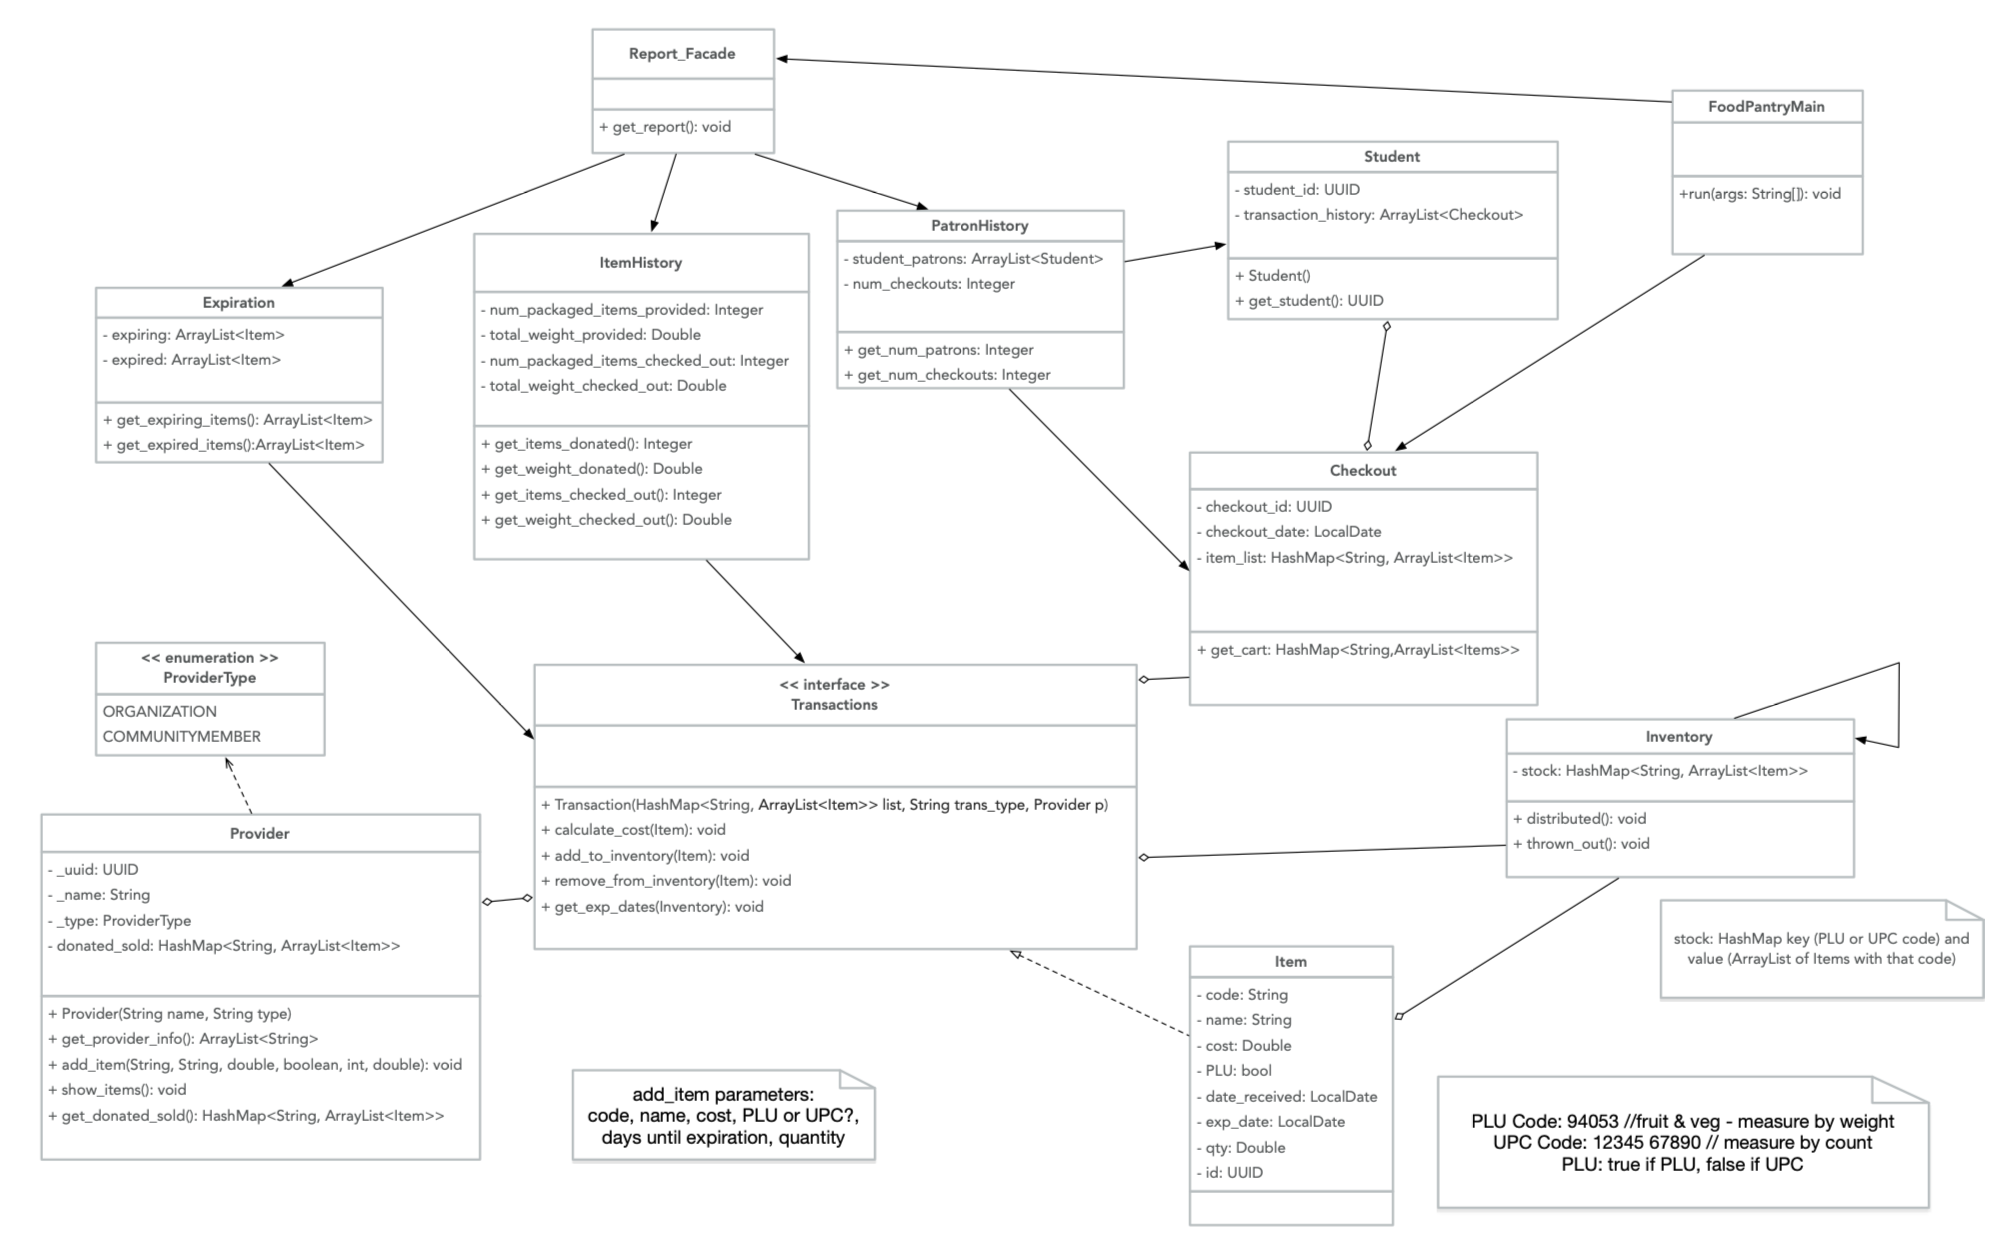 Report_Facade
+ get_report(): void
FoodPantryMain
+run(args: String[]): void
Student
- student_id: UUID
- transaction_history: ArrayList<Checkout>
+ Student()
+ get_student(): UUID
PatronHistory
- student_patrons: ArrayList<Student>
- num_checkouts: Integer
+ get_num_patrons: Integer
+ get_num_checkouts: Integer
ItemHistory
- num_packaged_items_provided: Integer
- total_weight_provided: Double
- num_packaged_items_checked_out: Integer
- total_weight_checked_out: Double
+ get_items_donated(): Integer
+ get_weight_donated(): Double
+ get_items_checked_out(): Integer
+ get_weight_checked_out(): Double
Expiration
- expiring: ArrayList<Item>
- expired: ArrayList<Item>
+ get_expiring_items(): ArrayList<Item>
+ get_expired_items():ArrayList<Item>
Checkout
- checkout_id: UUID
- checkout_date: LocalDate
- item_list: HashMap<String, ArrayList<Item>>
+ get_cart: HashMap<String,ArrayList<Items>>
<< enumeration >>
ProviderType
ORGANIZATION
COMMUNITYMEMBER
<< interface >>
Transactions
+ Transaction(HashMap<String, ArrayList<Item>> list, String trans_type, Provider p)
+ calculate_cost(Item): void
+ add_to_inventory(Item): void
+ remove_from_inventory(Item): void
+ get_exp_dates(Inventory): void
Inventory
- stock: HashMap<String, ArrayList<Item>>
+ distributed(): void
+ thrown_out(): void
Provider
- _uuid: UUID
- _name: String
- _type: ProviderType
- donated_sold: HashMap<String, ArrayList<Item>>
+ Provider(String name, String type)
+ get_provider_info(): ArrayList<String>
+ add_item(String, String, double, boolean, int, double): void
+ show_items(): void
+ get_donated_sold(): HashMap<String, ArrayList<Item>>
stock: HashMap key (PLU or UPC code) and
value (ArrayList of Items with that code)
Item
- code: String
- name: String
- cost: Double
- PLU: bool
- date_received: LocalDate
- exp_date: LocalDate
- qty: Double
- id: UUID
add_item parameters:
code, name, cost, PLU or UPC?,
days until expiration, quantity
PLU Code: 94053 //fruit & veg - measure by weight
UPC Code: 12345 67890 // measure by count
PLU: true if PLU, false if UPC